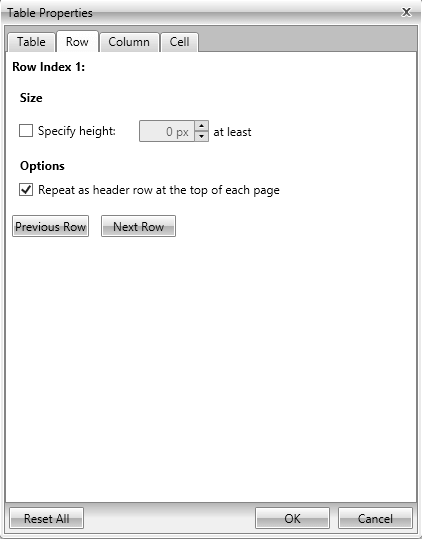 Table Properties
Table Row Column Cell
Row Index 1:
Size
Specify height: 0 px at least
Options
Repeat as header row at the top of each page
Previous Row Next Row
Reset All OK Cancel